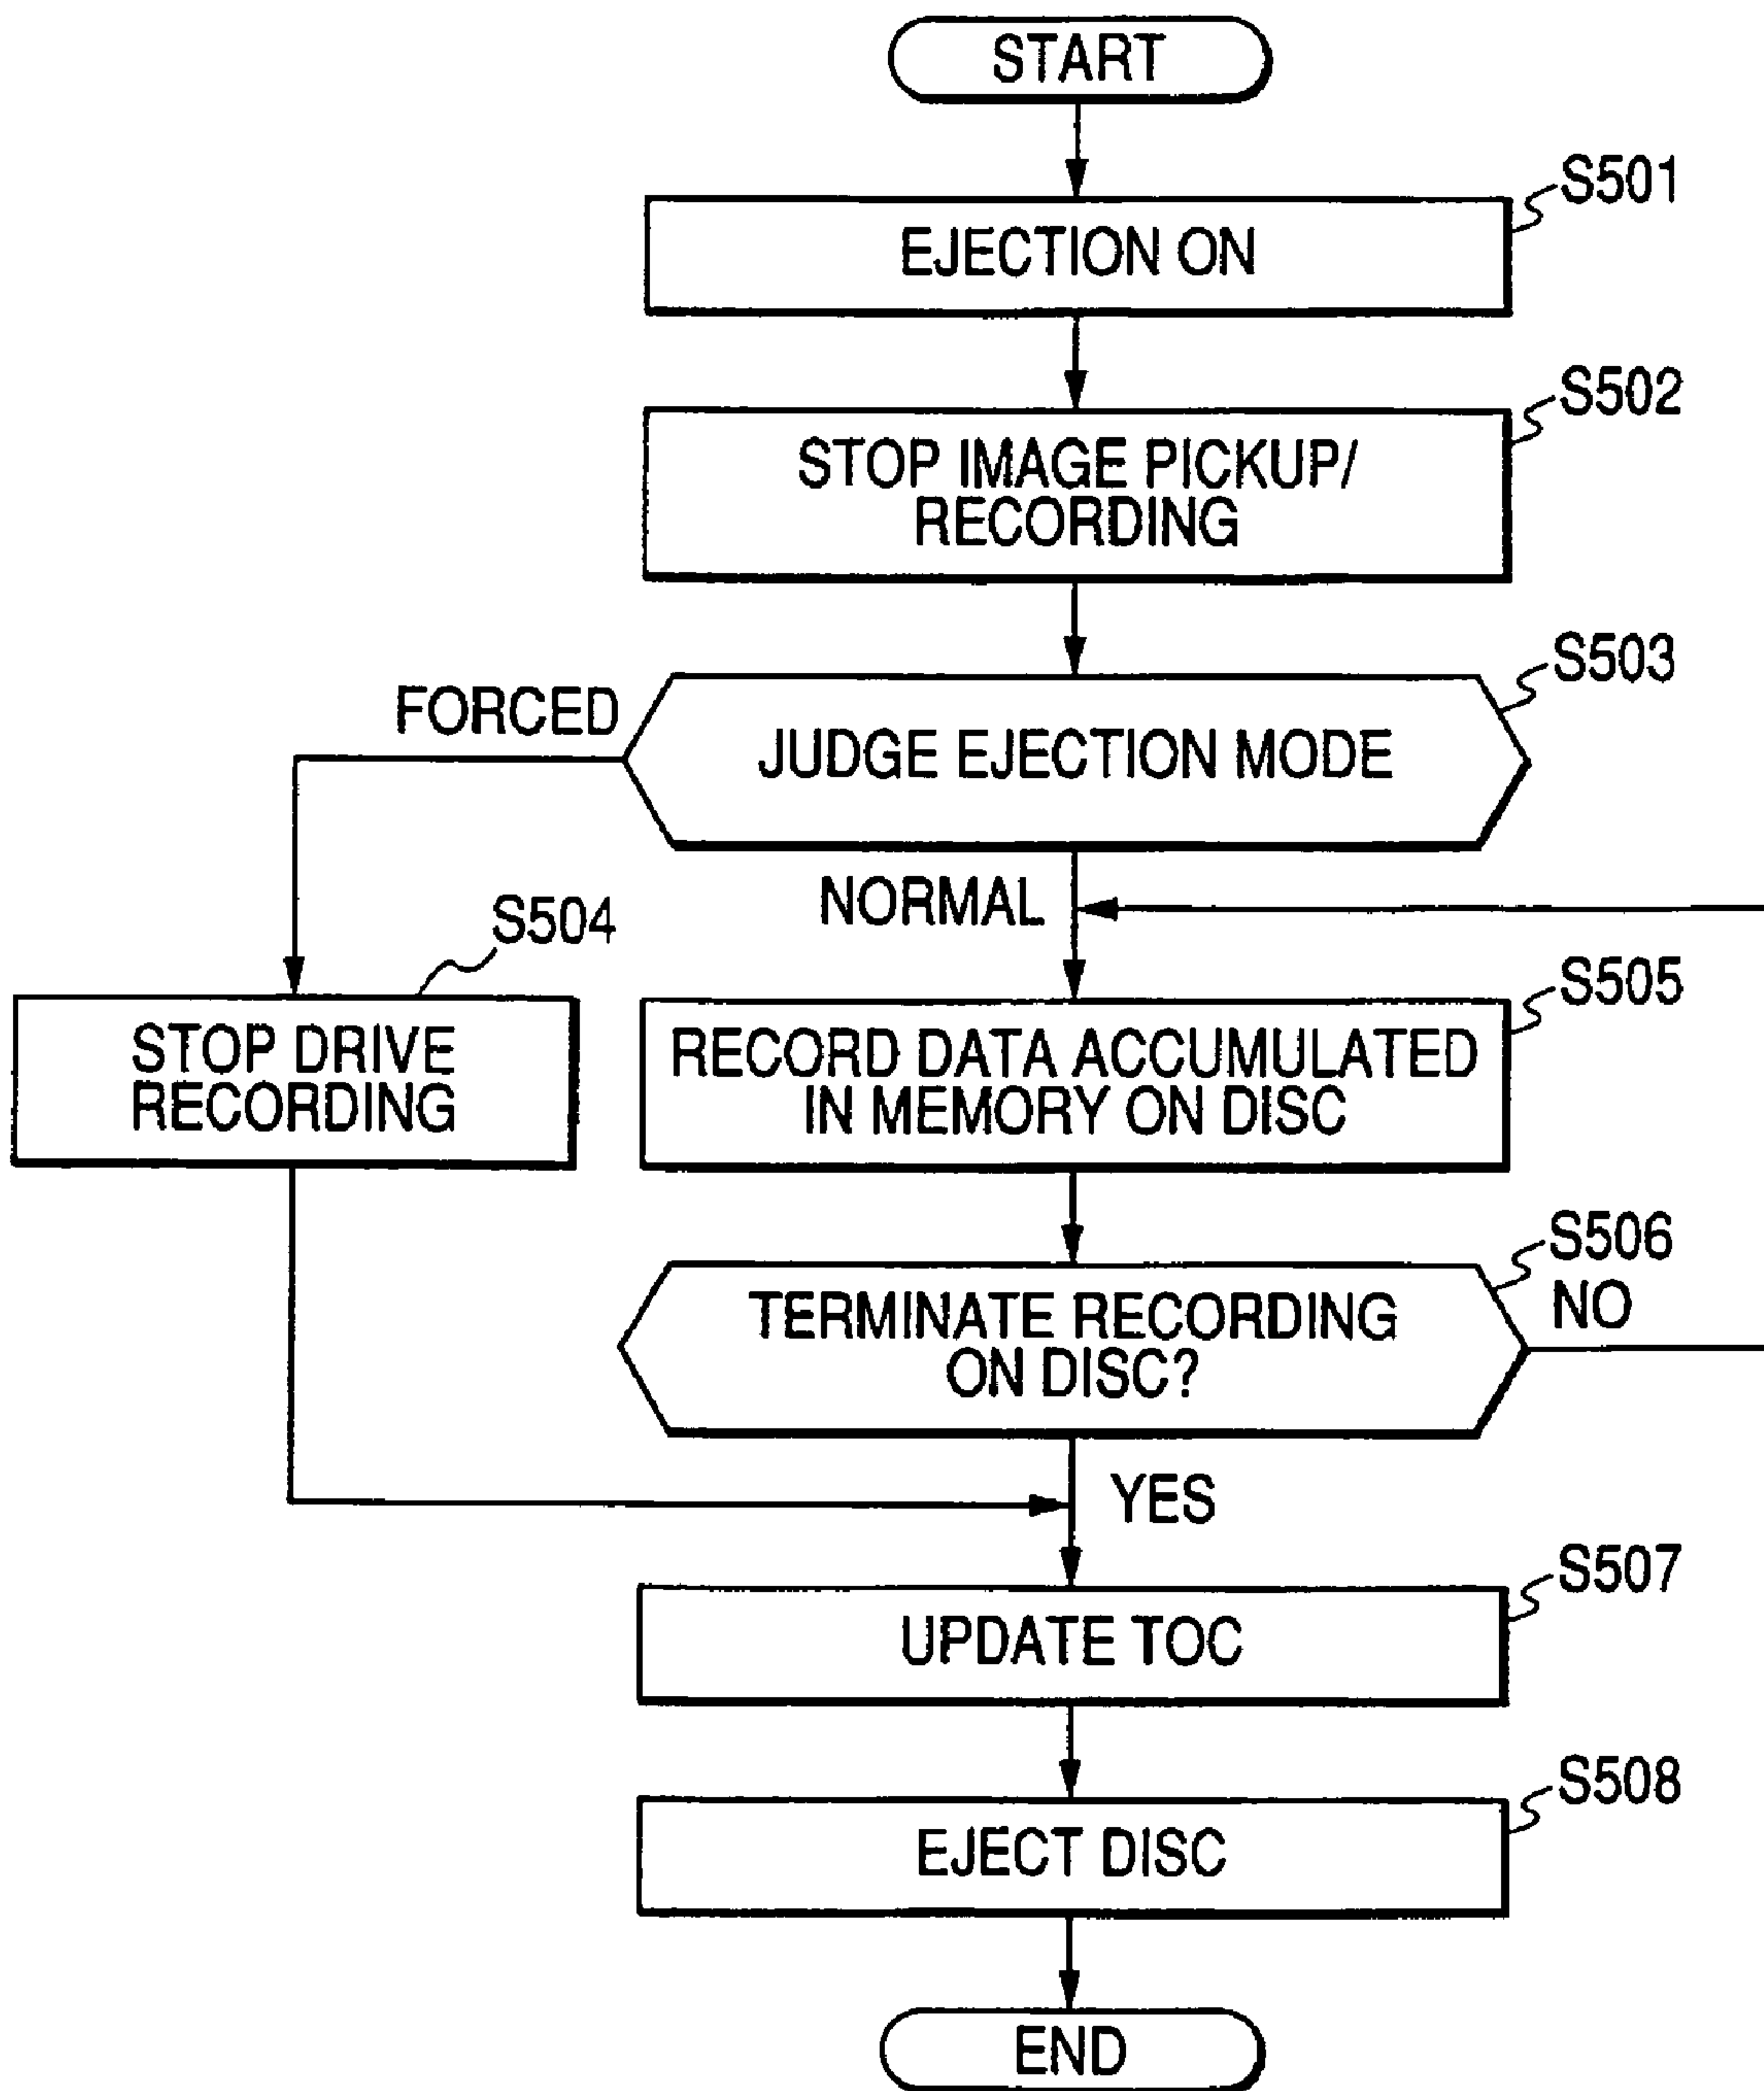 START
S501
EJECTION ON
S502
STOP IMAGE PICKUP/
RECORDING
S503
FORCED
JUDGE EJECTION MODE
NORMAL
S504
S505
STOP DRIVE
RECORDING
RECORD DATA ACCUMULATED
IN MEMORY ON DISC
S506
NO
TERMINATE RECORDING
ON DISC?
YES
S507
UPDATE TOC
S508
EJECT DISC
END